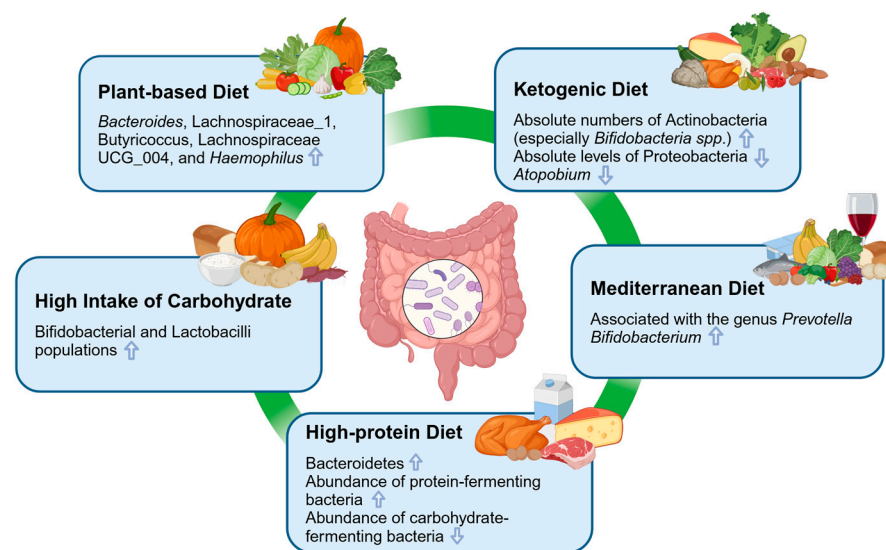 Plant-based Diet
Bacteroides, Lachnospiraceae_1,
Butyricoccus, Lachnospiraceae
UCG_004, and Haemophilus ⇧
Ketogenic Diet
Absolute numbers of Actinobacteria
(especially Bifidobacteria spp.) ⇧
Absolute levels of Proteobacteria ⇩
Atopobium ⇩
High Intake of Carbohydrate
Bifidobacterial and Lactobacilli
populations ⇧
Mediterranean Diet
Associated with the genus Prevotella
Bifidobacterium ⇧
High-protein Diet
Bacteroidetes ⇧
Abundance of protein-fermenting
bacteria ⇧
Abundance of carbohydrate-
fermenting bacteria ⇩